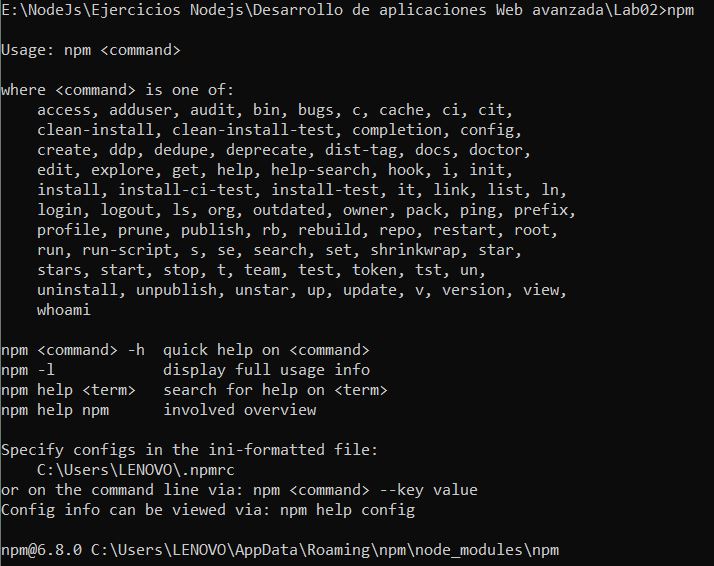 E:\NodeJs\Ejercicios Nodejs\Desarrollo de aplicaciones Web avanzada\Lab02>npm

Usage: npm <command>

where <command> is one of:
    access, adduser, audit, bin, bugs, c, cache, ci, cit,
    clean-install, clean-install-test, completion, config,
    create, ddp, dedupe, deprecate, dist-tag, docs, doctor,
    edit, explore, get, help, help-search, hook, i, init,
    install, install-ci-test, install-test, it, link, list, ln,
    login, logout, ls, org, outdated, owner, pack, ping, prefix,
    profile, prune, publish, rb, rebuild, repo, restart, root,
    run, run-script, s, se, search, set, shrinkwrap, star,
    stars, start, stop, t, team, test, token, tst, un,
    uninstall, unpublish, unstar, up, update, v, version, view,
    whoami

npm <command> -h  quick help on <command>
npm -l            display full usage info
npm help <term>   search for help on <term>
npm help npm      involved overview

Specify configs in the ini-formatted file:
    C:\Users\LENOVO\.npmrc
or on the command line via: npm <command> --key value
Config info can be viewed via: npm help config

npm@6.8.0 C:\Users\LENOVO\AppData\Roaming\npm\node_modules\npm